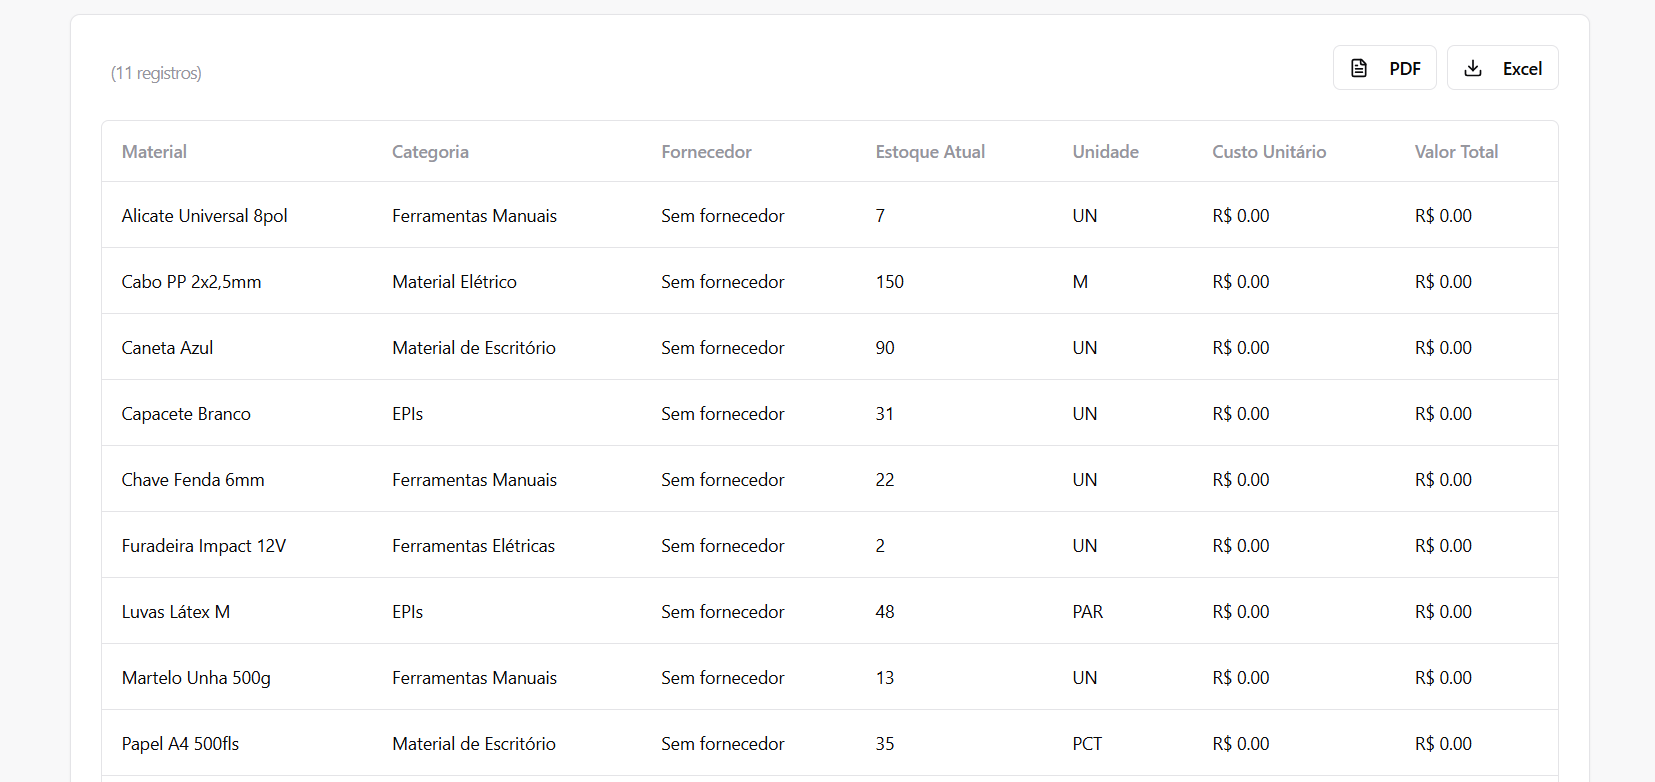 (11 registros)
PDF
Excel
Material Categoria Fornecedor Estoque Atual Unidade Custo Unitário Valor Total
Alicate Universal 8pol Ferramentas Manuais Sem fornecedor 7 UN R$ 0.00 R$ 0.00
Cabo PP 2x2,5mm Material Elétrico Sem fornecedor 150 M R$ 0.00 R$ 0.00
Caneta Azul Material de Escritório Sem fornecedor 90 UN R$ 0.00 R$ 0.00
Capacete Branco EPIs Sem fornecedor 31 UN R$ 0.00 R$ 0.00
Chave Fenda 6mm Ferramentas Manuais Sem fornecedor 22 UN R$ 0.00 R$ 0.00
Furadeira Impact 12V Ferramentas Elétricas Sem fornecedor 2 UN R$ 0.00 R$ 0.00
Luvas Látex M EPIs Sem fornecedor 48 PAR R$ 0.00 R$ 0.00
Martelo Unha 500g Ferramentas Manuais Sem fornecedor 13 UN R$ 0.00 R$ 0.00
Papel A4 500fls Material de Escritório Sem fornecedor 35 PCT R$ 0.00 R$ 0.00